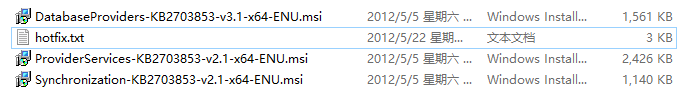 DatabaseProviders-KB2703853-v3.1-x64-ENU.msi 2012/5/5 星期六 ... Windows Install... 1,561 KB
hotfix.txt 2012/5/22 星期二 ... 文本文档 3 KB
ProviderServices-KB2703853-v2.1-x64-ENU.msi 2012/5/5 星期六 ... Windows Install... 2,426 KB
Synchronization-KB2703853-v2.1-x64-ENU.msi 2012/5/5 星期六 ... Windows Install... 1,140 KB